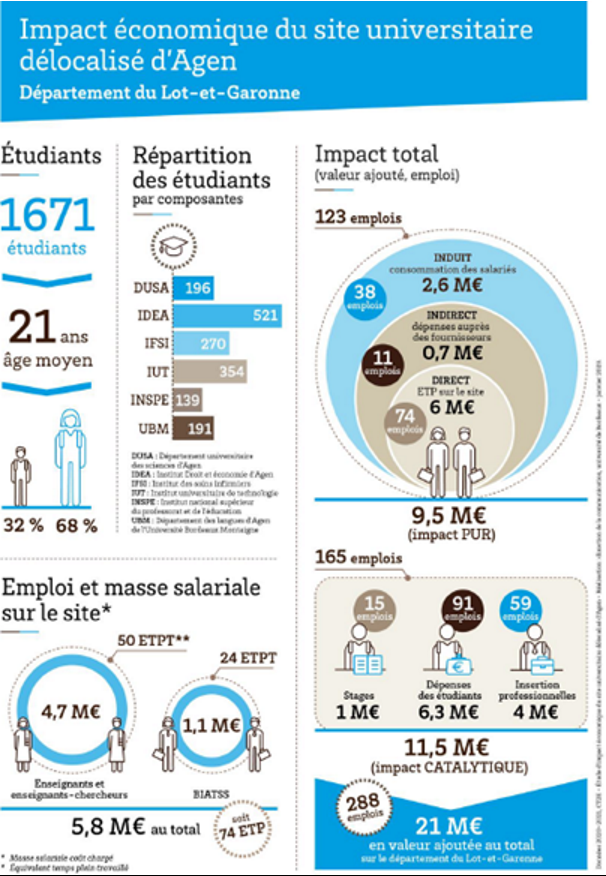 Impact économique du site universitaire
délocalisé d'Agen
Département du Lot-et-Garonne
Étudiants
1671
étudiants
21 ans
âge moyen
32 % 68 %
Répartition
des étudiants
par composantes
DUSA 196
IDEA 521
IFSI 270
IUT 354
INSPE 139
UBM 191
DUSA : Département universitaire
des sciences d'Agen
IDEA : Institut Droit et économie d'Agen
IFSI : Institut des soins infirmiers
IUT : Institut universitaire de technologie
INSPE : Institut national supérieur
du professorat et de l'éducation
UBM : Département des langues d'Agen
de l'Université Bordeaux Montaigne
Impact total
(valeur ajouté, emploi)
123 emplois
INDUIT
consommation des salariés
2,6 M€
38
emplois
INDIRECT
dépenses auprès
des fournisseurs
0,7 M€
11
emplois
DIRECT
ETP sur le site
6 M€
74
emplois
9,5 M€
(impact PUR)
165 emplois
15
emplois
91
emplois
59
emplois
Stages
1 M€
Dépenses
des étudiants
6,3 M€
Insertion
professionnelles
4 M€
11,5 M€
(impact CATALYTIQUE)
288
emplois
21 M€
en valeur ajoutée au total
sur le département du Lot-et-Garonne
Emploi et masse salariale
sur le site*
50 ETPT**
24 ETPT
4,7 M€
1,1 M€
Enseignants et
enseignants-chercheurs
BIATSS
5,8 M€ au total
soit
74 ETP
* Masse salariale coût chargé
* Équivalent temps plein travaillé